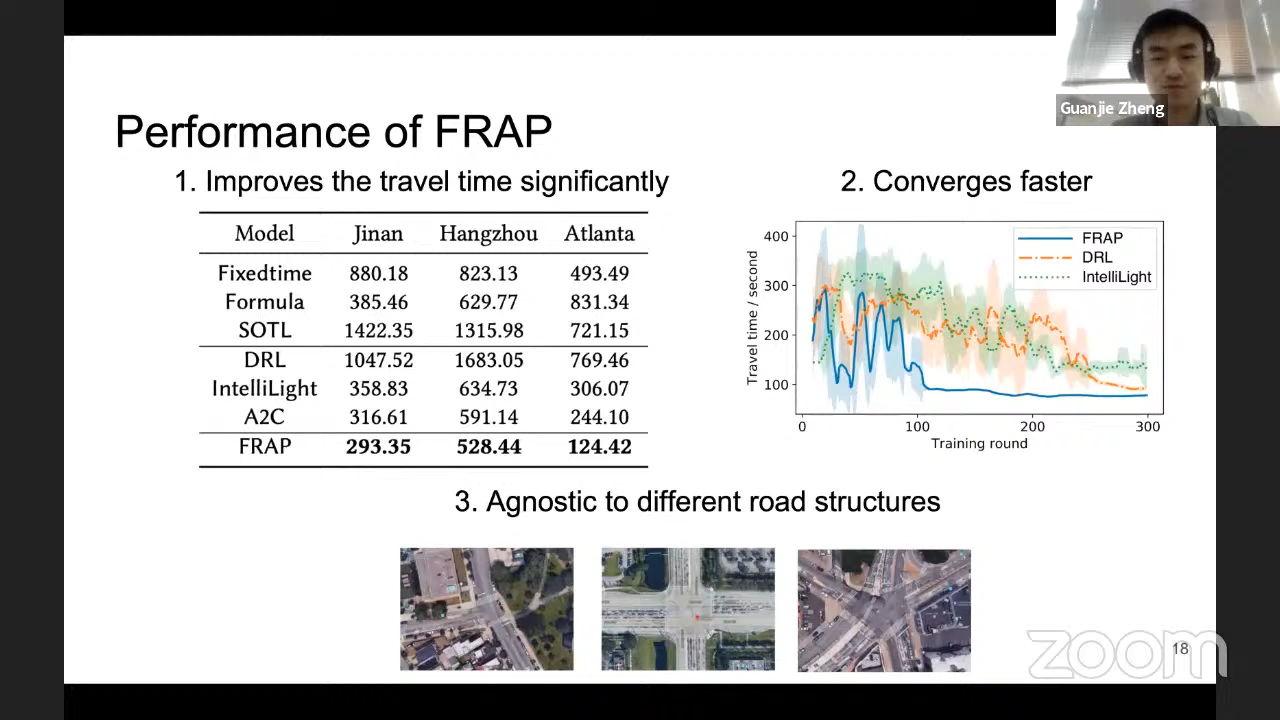 Guanjie Zheng
Performance of FRAP
1. Improves the travel time significantly
Model Jinan Hangzhou Atlanta
Fixedtime 880.18 823.13 493.49
Formula 385.46 629.77 831.34
SOTL 1422.35 1315.98 721.15
DRL 1047.52 1683.05 769.46
IntelliLight 358.83 634.73 306.07
A2C 316.61 591.14 244.10
FRAP 293.35 528.44 124.42
2. Converges faster
FRAP
DRL
IntelliLight
Travel time / second
400
300
200
100
0 100 200 300
Training round
3. Agnostic to different road structures
zoom
18